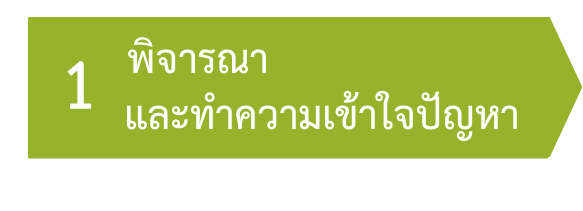 1
พิจารณา
และทำความเข้าใจปัญหา